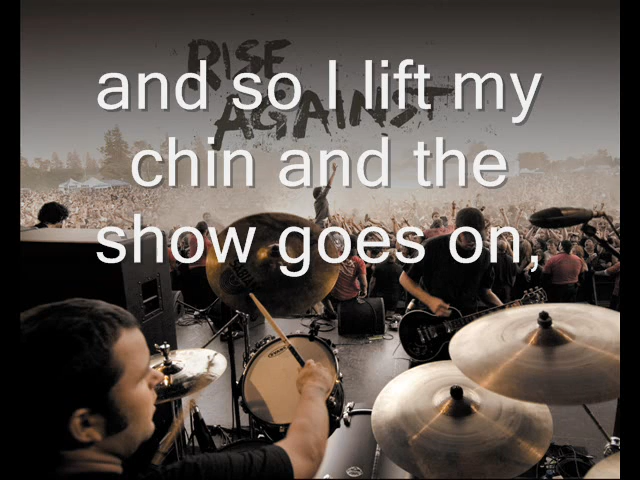 RISE
AGAINST
and so I lift my
chin and the
show goes on,